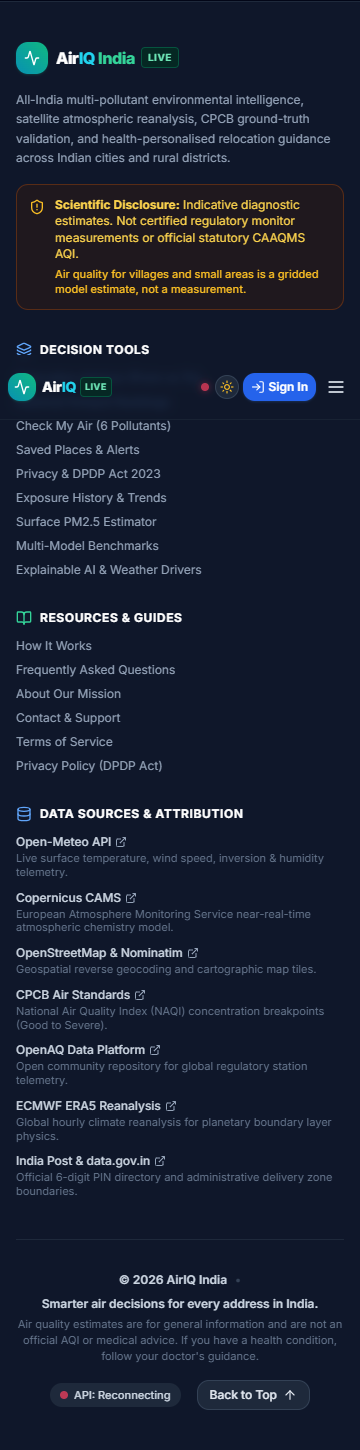 AirIQ India LIVE
All-India multi-pollutant environmental intelligence,
satellite atmospheric reanalysis, CPCB ground-truth
validation, and health-personalised relocation guidance
across Indian cities and rural districts.
Scientific Disclosure: Indicative diagnostic
estimates. Not certified regulatory monitor
measurements or official statutory CAAQMS
AQI.
Air quality for villages and small areas is a gridded
model estimate, not a measurement.
DECISION TOOLS
AirIQ LIVE Sign In
Check My Air (6 Pollutants)
Saved Places & Alerts
Privacy & DPDP Act 2023
Exposure History & Trends
Surface PM2.5 Estimator
Multi-Model Benchmarks
Explainable AI & Weather Drivers
RESOURCES & GUIDES
How It Works
Frequently Asked Questions
About Our Mission
Contact & Support
Terms of Service
Privacy Policy (DPDP Act)
DATA SOURCES & ATTRIBUTION
Open-Meteo API
Live surface temperature, wind speed, inversion & humidity
telemetry.
Copernicus CAMS
European Atmosphere Monitoring Service near-real-time
atmospheric chemistry model.
OpenStreetMap & Nominatim
Geospatial reverse geocoding and cartographic map tiles.
CPCB Air Standards
National Air Quality Index (NAQI) concentration breakpoints
(Good to Severe).
OpenAQ Data Platform
Open community repository for global regulatory station
telemetry.
ECMWF ERA5 Reanalysis
Global hourly climate reanalysis for planetary boundary layer
physics.
India Post & data.gov.in
Official 6-digit PIN directory and administrative delivery zone
boundaries.
© 2026 AirIQ India •
Smarter air decisions for every address in India.
Air quality estimates are for general information and are not an
official AQI or medical advice. If you have a health condition,
follow your doctor's guidance.
API: Reconnecting
Back to Top ↑